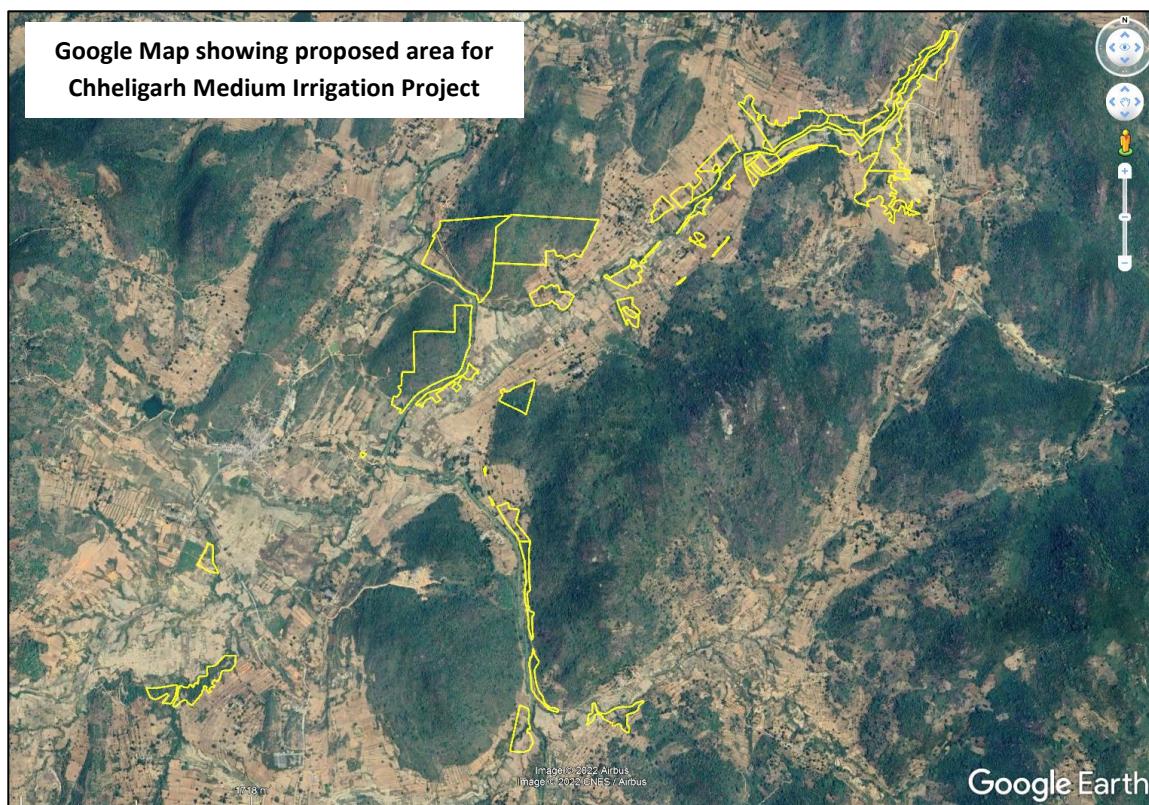 Google Map showing proposed area for
Chheligarh Medium Irrigation Project
N
Image © 2022 Airbus
Image © 2022 CNES / Airbus
1718 m
Google Earth